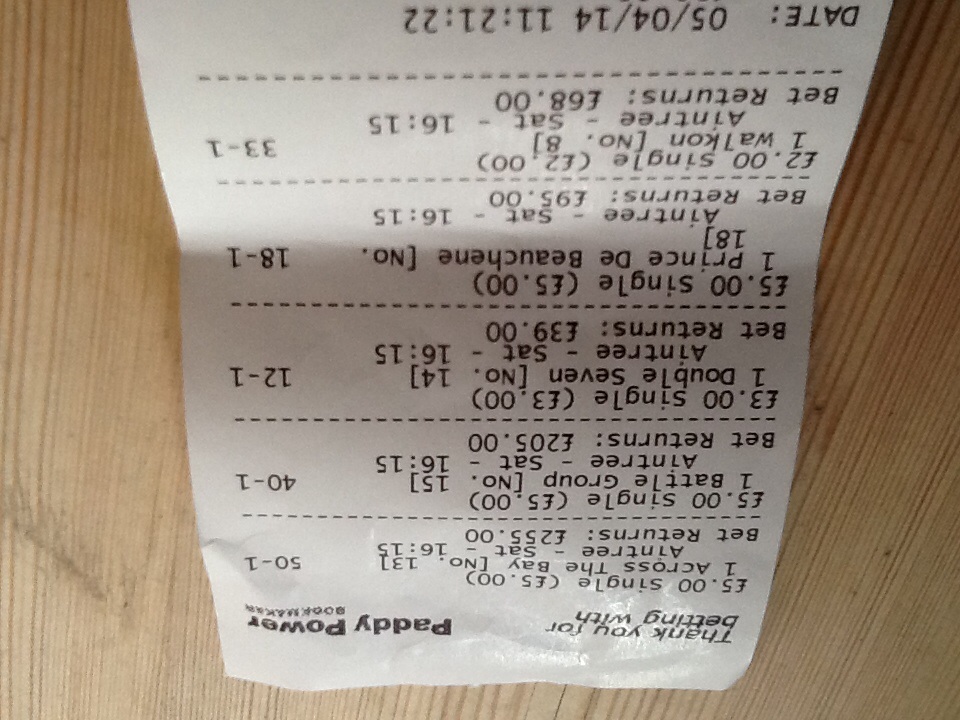 Thank you for
betting with
Paddy Power
BOOKMAKER
£5.00 Single (£5.00)
1 Across The Bay [No. 13] 50-1
Aintree - Sat - 16:15
Bet Returns: £255.00
£5.00 Single (£5.00)
1 Battle Group [No. 15] 40-1
Aintree - Sat - 16:15
Bet Returns: £205.00
£3.00 Single (£3.00)
1 Double Seven [No. 14] 12-1
Aintree - Sat - 16:15
Bet Returns: £39.00
£5.00 Single (£5.00)
1 Prince De Beauchene [No. 18-1
18]
Aintree - Sat - 16:15
Bet Returns: £95.00
£2.00 Single (£2.00)
1 Walkon [No. 8] 33-1
Aintree - Sat - 16:15
Bet Returns: £68.00
DATE: 05/04/14 11:21:22